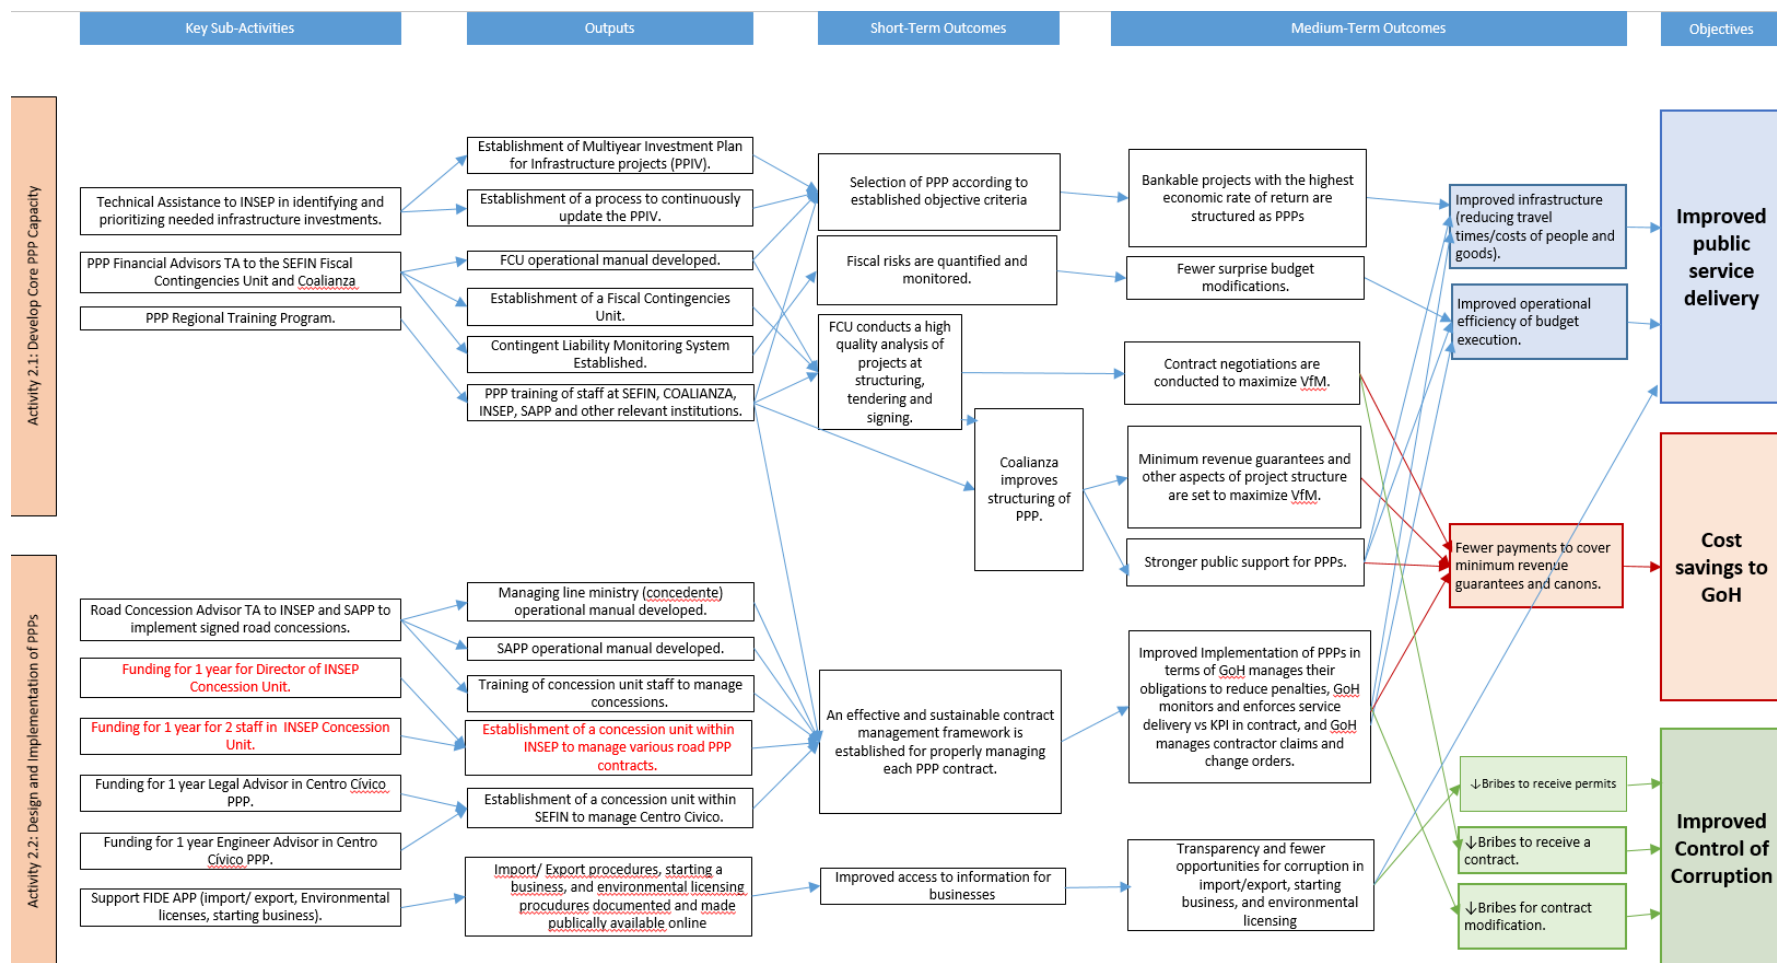 Key Sub-Activities
Outputs
Short-Term Outcomes
Medium-Term Outcomes
Objectives
Activity 2.1: Develop Core PPP Capacity
Technical Assistance to INSEP in identifying and
prioritizing needed infrastructure investments.
PPP Financial Advisors TA to the SEFIN Fiscal
Contingencies Unit and Coalianza
PPP Regional Training Program.
Establishment of Multiyear Investment Plan
for Infrastructure projects (PPIV).
Establishment of a process to continuously
update the PPIV.
FCU operational manual developed.
Establishment of a Fiscal Contingencies
Unit.
Contingent Liability Monitoring System
Established.
PPP training of staff at SEFIN, COALIANZA,
INSEP, SAPP and other relevant institutions.
Selection of PPP according to
established objective criteria
Fiscal risks are quantified and
monitored.
FCU conducts a high
quality analysis of
projects at
structuring,
tendering and
signing.
Coalianza
improves
structuring of
PPP.
Bankable projects with the highest
economic rate of return are
structured as PPPs
Fewer surprise budget
modifications.
Contract negotiations are
conducted to maximize VfM.
Minimum revenue guarantees and
other aspects of project structure
are set to maximize VfM.
Stronger public support for PPPs.
Improved infrastructure
(reducing travel
times/costs of people and
goods).
Improved operational
efficiency of budget
execution.
Fewer payments to cover
minimum revenue
guarantees and canons.
Improved
public
service
delivery
Cost
savings to
GoH
Activity 2.2: Design and Implementation of PPPs
Road Concession Advisor TA to INSEP and SAPP to
implement signed road concessions.
Funding for 1 year for Director of INSEP
Concession Unit.
Funding for 1 year for 2 staff in INSEP Concession
Unit.
Funding for 1 year Legal Advisor in Centro Cívico
PPP.
Funding for 1 year Engineer Advisor in Centro
Cívico PPP.
Support FIDE APP (import/ export, Environmental
licenses, starting business).
Managing line ministry (concedente)
operational manual developed.
SAPP operational manual developed.
Training of concession unit staff to manage
concessions.
Establishment of a concession unit within
INSEP to manage various road PPP
contracts.
Establishment of a concession unit within
SEFIN to manage Centro Civico.
Import/ Export procedures, starting a
business, and environmental licensing
procudures documented and made
publically available online
An effective and sustainable contract
management framework is
established for properly managing
each PPP contract.
Improved access to information for
businesses
Improved Implementation of PPPs in
terms of GoH manages their
obligations to reduce penalties, GoH
monitors and enforces service
delivery vs KPI in contract, and GoH
manages contractor claims and
change orders.
Transparency and fewer
opportunities for corruption in
import/export, starting
business, and environmental
licensing
↓Bribes to receive permits
↓Bribes to receive a
contract.
↓Bribes for contract
modification.
Improved
Control of
Corruption